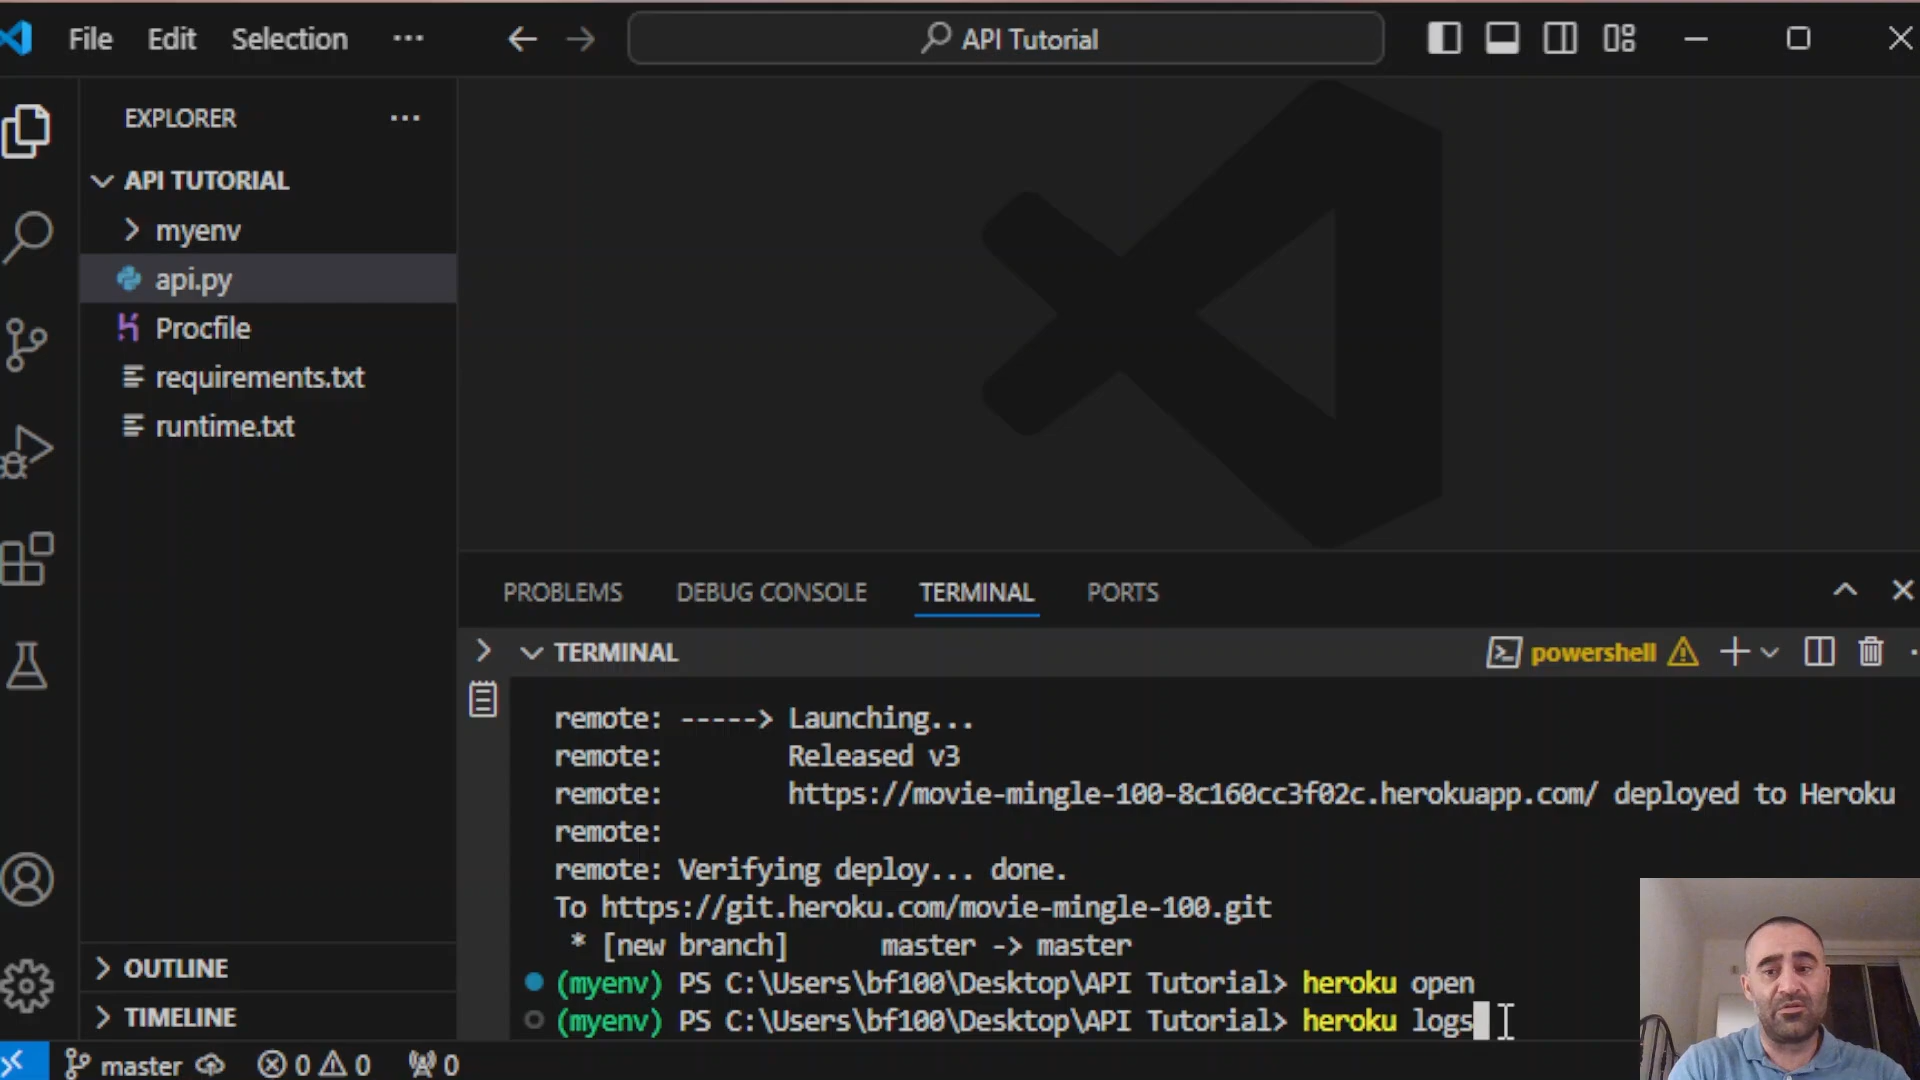 File Edit Selection ··· API Tutorial
EXPLORER ···
API TUTORIAL
myenv
api.py
Procfile
requirements.txt
runtime.txt
OUTLINE
TIMELINE
PROBLEMS DEBUG CONSOLE TERMINAL PORTS
TERMINAL powershell
remote: -----> Launching...
remote: Released v3
remote: https://movie-mingle-100-8c160cc3f02c.herokuapp.com/ deployed to Heroku
remote:
remote: Verifying deploy... done.
To https://git.heroku.com/movie-mingle-100.git
* [new branch] master -> master
(myenv) PS C:\Users\bf100\Desktop\API Tutorial> heroku open
(myenv) PS C:\Users\bf100\Desktop\API Tutorial> heroku logs
master 0 0 0